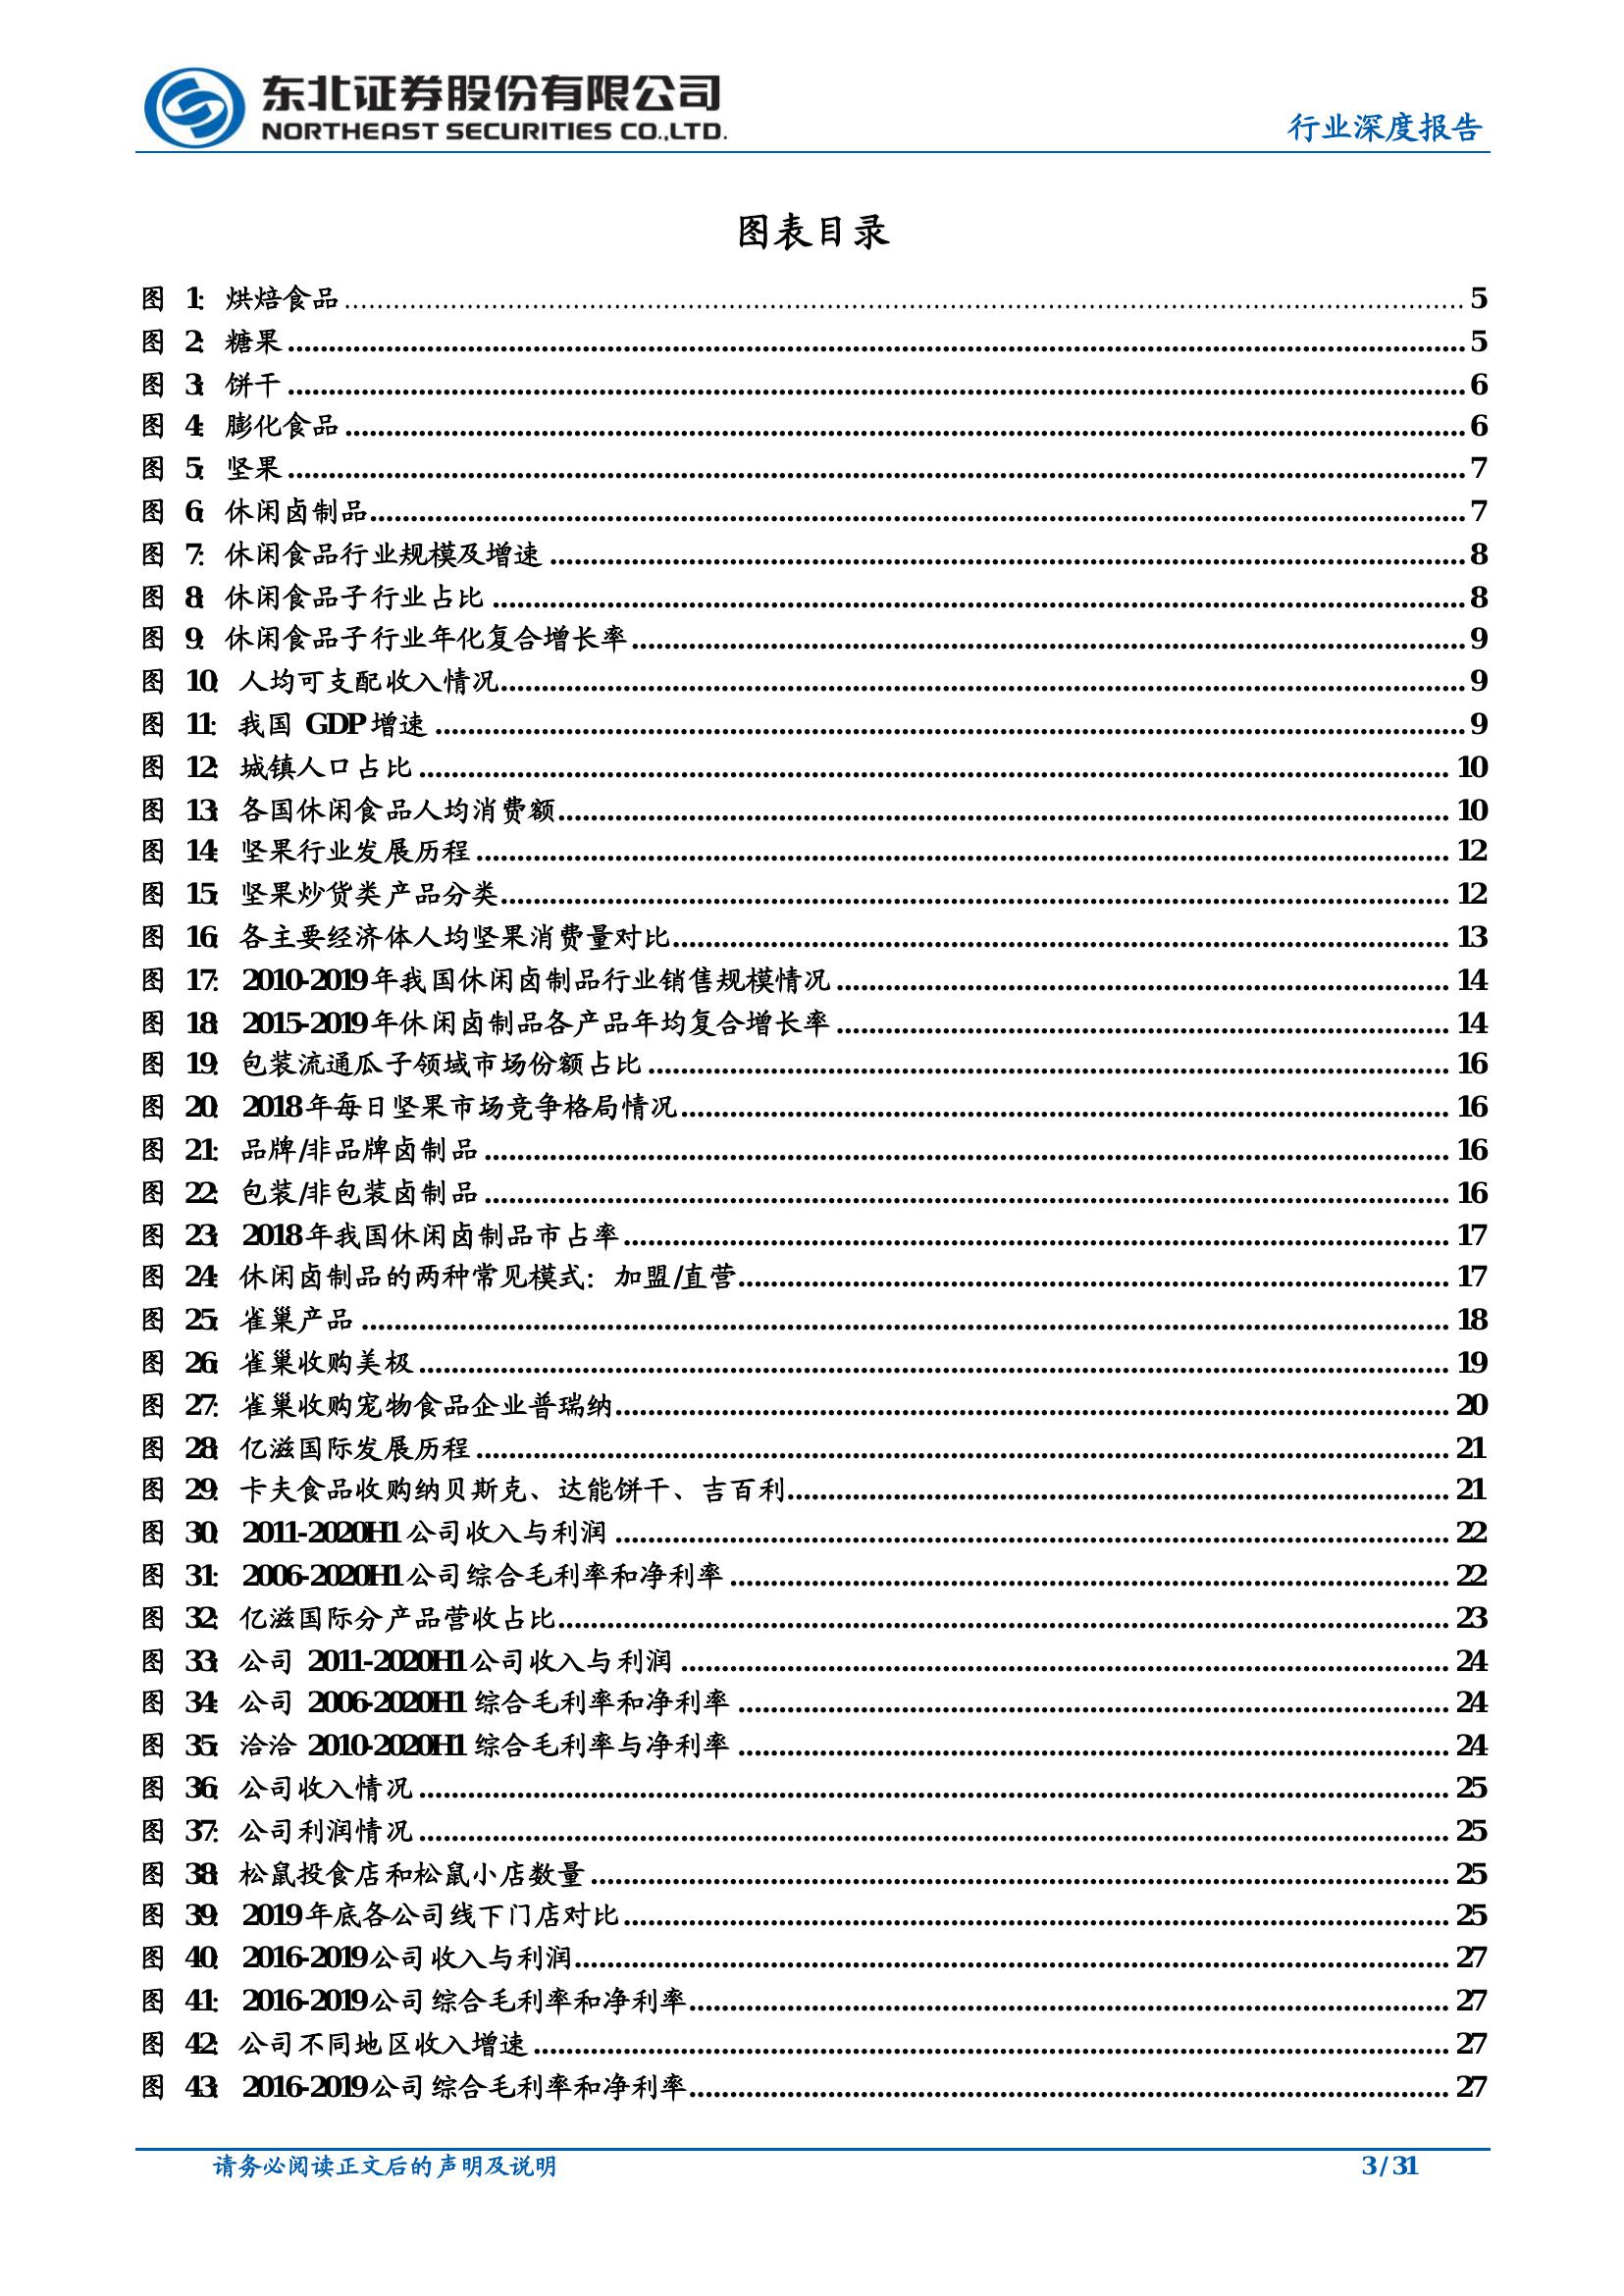 东北证券股份有限公司
NORTHEAST SECURITIES CO.,LTD.
行业深度报告
图表目录
图 1: 烘焙食品 5
图 2: 糖果 5
图 3: 饼干 6
图 4: 膨化食品 6
图 5: 坚果 7
图 6: 休闲卤制品 7
图 7: 休闲食品行业规模及增速 8
图 8: 休闲食品子行业占比 8
图 9: 休闲食品子行业年化复合增长率 9
图 10: 人均可支配收入情况 9
图 11: 我国 GDP 增速 9
图 12: 城镇人口占比 10
图 13: 各国休闲食品人均消费额 10
图 14: 坚果行业发展历程 12
图 15: 坚果炒货类产品分类 12
图 16: 各主要经济体人均坚果消费量对比 13
图 17: 2010-2019 年我国休闲卤制品行业销售规模情况 14
图 18: 2015-2019 年休闲卤制品各产品年均复合增长率 14
图 19: 包装流通瓜子领域市场份额占比 16
图 20: 2018 年每日坚果市场竞争格局情况 16
图 21: 品牌/非品牌卤制品 16
图 22: 包装/非包装卤制品 16
图 23: 2018 年我国休闲卤制品市占率 17
图 24: 休闲卤制品的两种常见模式：加盟/直营 17
图 25: 雀巢产品 18
图 26: 雀巢收购美极 19
图 27: 雀巢收购宠物食品企业普瑞纳 20
图 28: 亿滋国际发展历程 21
图 29: 卡夫食品收购纳贝斯克、达能饼干、吉百利 21
图 30: 2011-2020H1 公司收入与利润 22
图 31: 2006-2020H1 公司综合毛利率和净利率 22
图 32: 亿滋国际分产品营收占比 23
图 33: 公司 2011-2020H1 公司收入与利润 24
图 34: 公司 2006-2020H1 综合毛利率和净利率 24
图 35: 洽洽 2010-2020H1 综合毛利率与净利率 24
图 36: 公司收入情况 25
图 37: 公司利润情况 25
图 38: 松鼠投食店和松鼠小店数量 25
图 39: 2019 年底各公司线下门店对比 25
图 40: 2016-2019 公司收入与利润 27
图 41: 2016-2019 公司综合毛利率和净利率 27
图 42: 公司不同地区收入增速 27
图 43: 2016-2019 公司综合毛利率和净利率 27
请务必阅读正文后的声明及说明 3 / 31